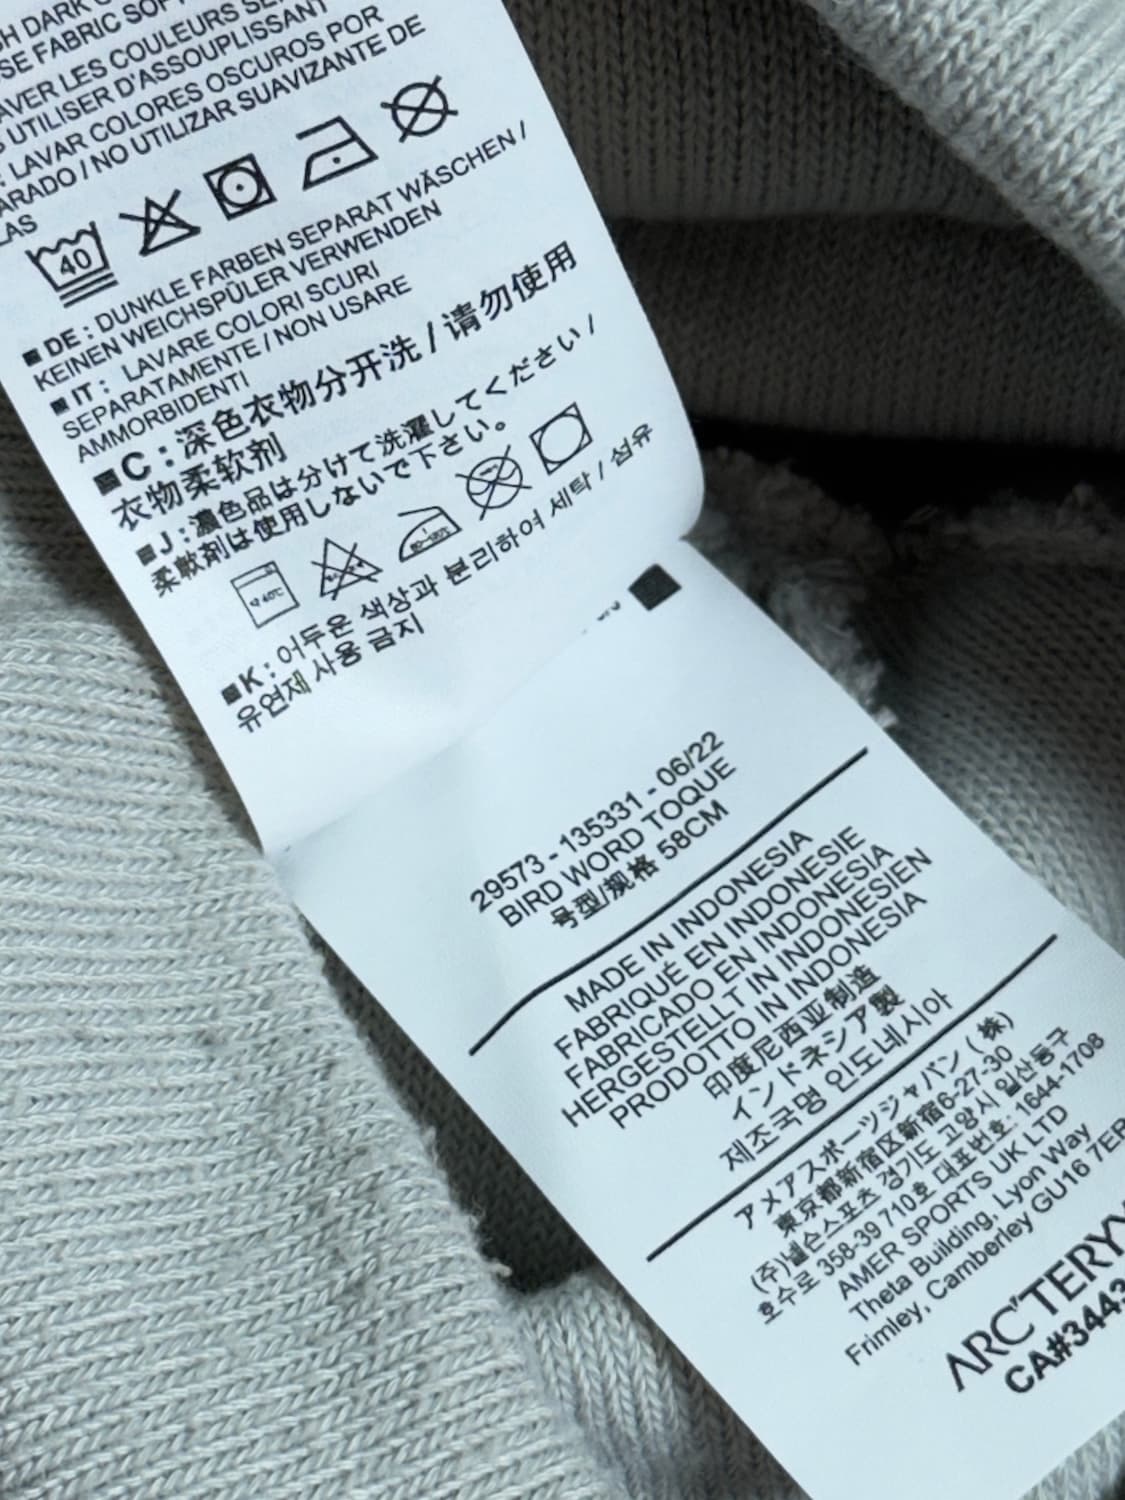 DARK
SE FABRIC SOFT
LAVER LES COULEURS
UTILISER D'ASSOUPLISSANT
LAVAR COLORES OSCUROS POR
ARADO / NO UTILIZAR SUAVIZANTE DE
LAS
40
■ DE : DUNKLE FARBEN SEPARAT WÄSCHEN /
KEINEN WEICHSPÜLER VERWENDEN
■ IT : LAVARE COLORI SCURI
SEPARATAMENTE / NON USARE
AMMORBIDENTI
■ C : 深色衣物分开洗 / 请勿使用
衣物柔软剂
■ J : 濃色品は分けて洗濯してください /
柔軟剤は使用しないで下さい。
40℃
■ K : 어두운 색상과 분리하여 세탁 / 섬유
유연제 사용 금지
29573 - 135331 - 06/22
BIRD WORD TOQUE
号型/规格 58CM
MADE IN INDONESIA
FABRIQUÉ EN INDONESIE
FABRICADO EN INDONESIA
HERGESTELLT IN INDONESIEN
PRODOTTO IN INDONESIA
印度尼西亚制造
インドネシア製
제조국명 인도네시아
アメアスポーツジャパン (株)
東京都新宿区新宿6-27-30
(주)넬슨스포츠 경기도 고양시 일산동구
호수로 358-39 710호 대표번호: 1644-1708
AMER SPORTS UK LTD
Theta Building, Lyon Way
Frimley, Camberley GU16 7ER
ARC'TERYX
CA#3443